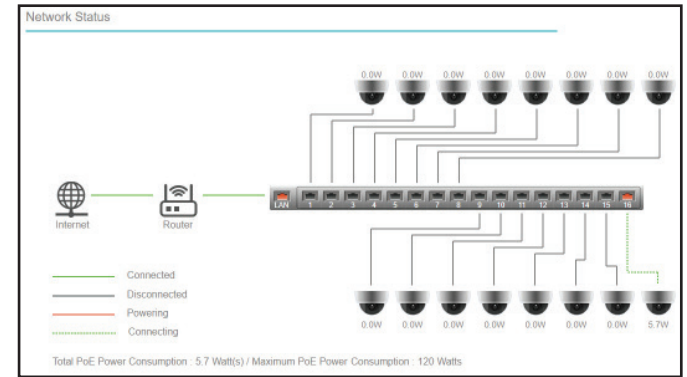 Network Status
0.0W 0.0W 0.0W 0.0W 0.0W 0.0W 0.0W 0.0W
LAN 1 2 3 4 5 6 7 8 9 10 11 12 13 14 15 16
Internet
Router
Connected
Disconnected
Powering
Connecting
0.0W 0.0W 0.0W 0.0W 0.0W 0.0W 0.0W 5.7W
Total PoE Power Consumption : 5.7 Watt(s) / Maximum PoE Power Consumption : 120 Watts